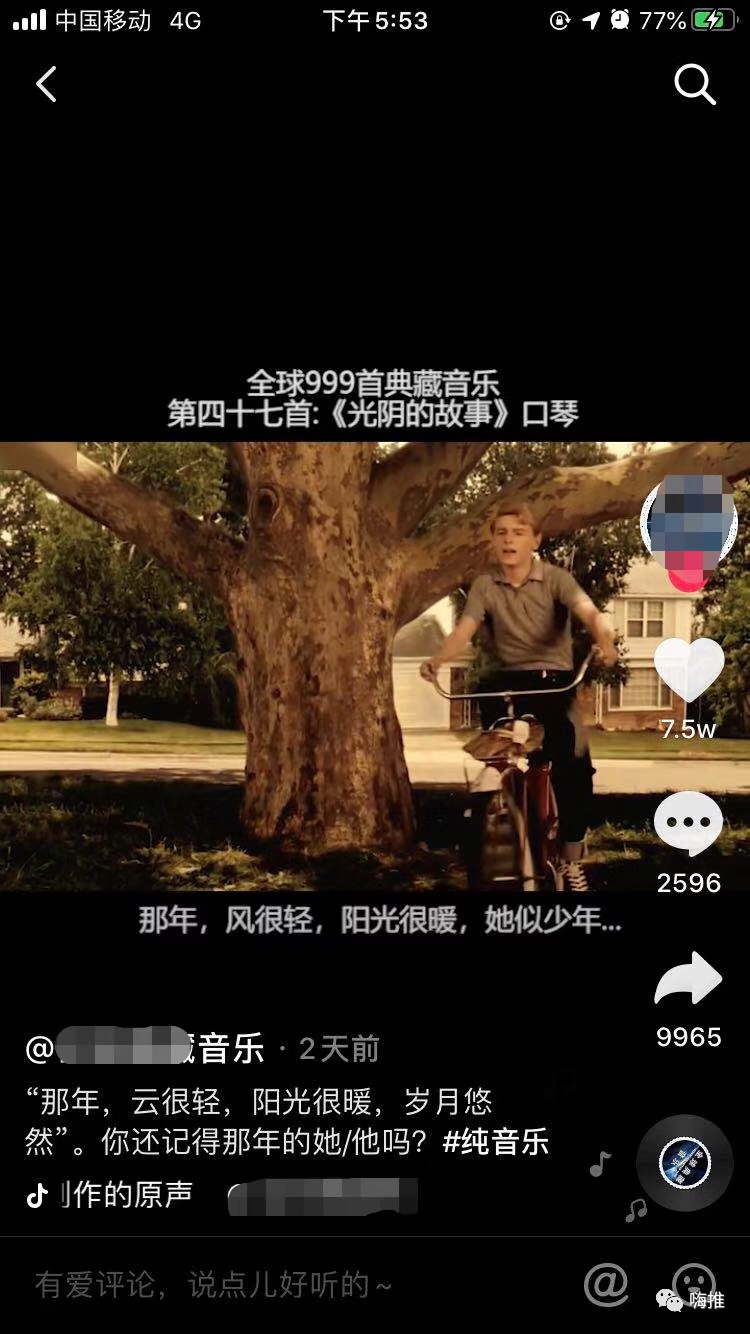 中国移动 4G 下午5:53 77%
全球999首典藏音乐
第四十七首:《光阴的故事》口琴
7.5w
2596
那年，风很轻，阳光很暖，她似少年...
9965
@ 音乐 · 2天前
“那年，云很轻，阳光很暖，岁月悠
然”。你还记得那年的她/他吗？#纯音乐
作的原声
有爱评论，说点儿好听的~ @
嗨推